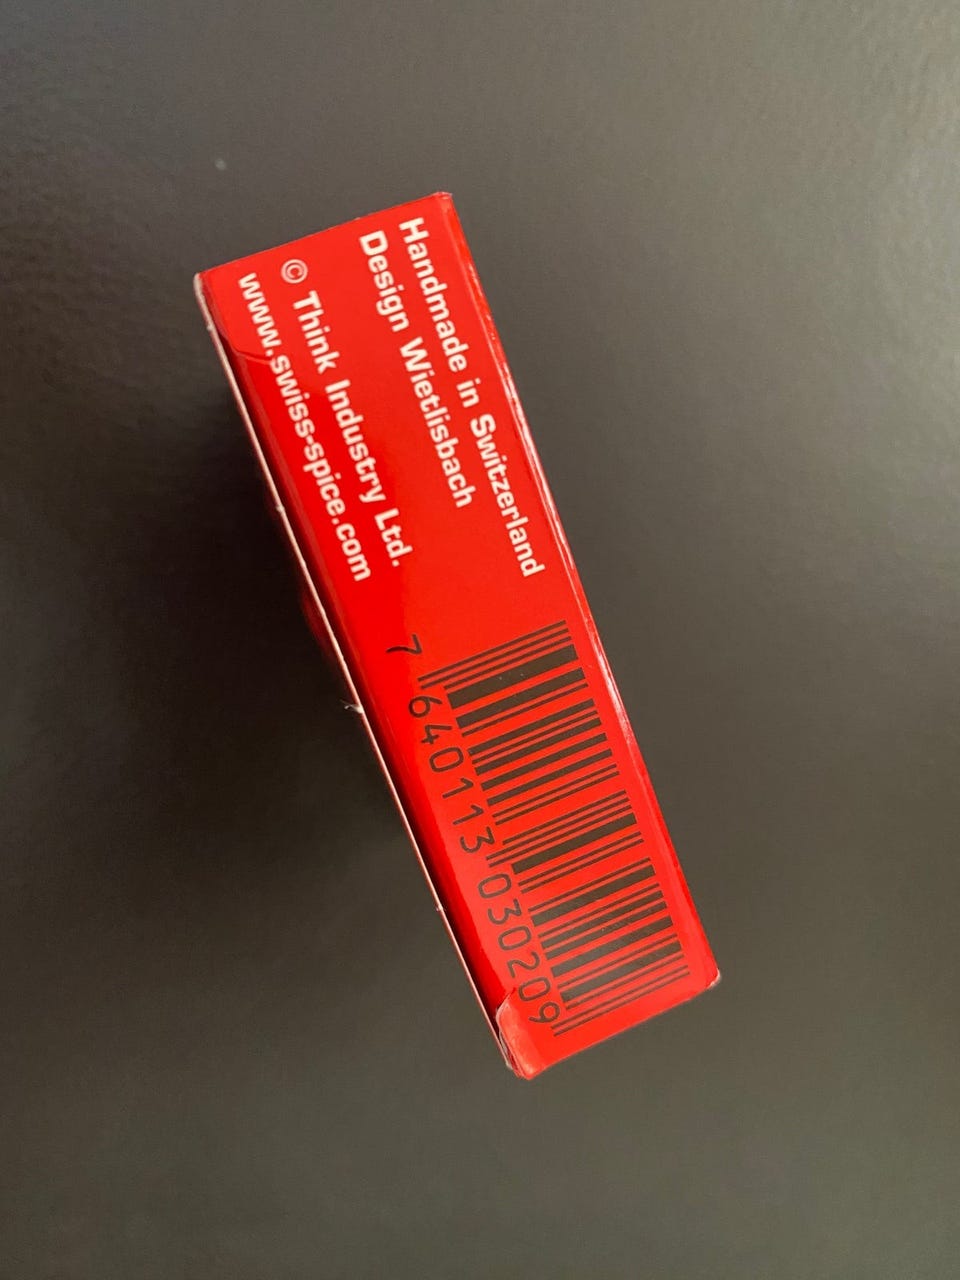 Handmade in Switzerland
Design Wietlisbach
© Think Industry Ltd.
www.swiss-spice.com
7 640113 030209